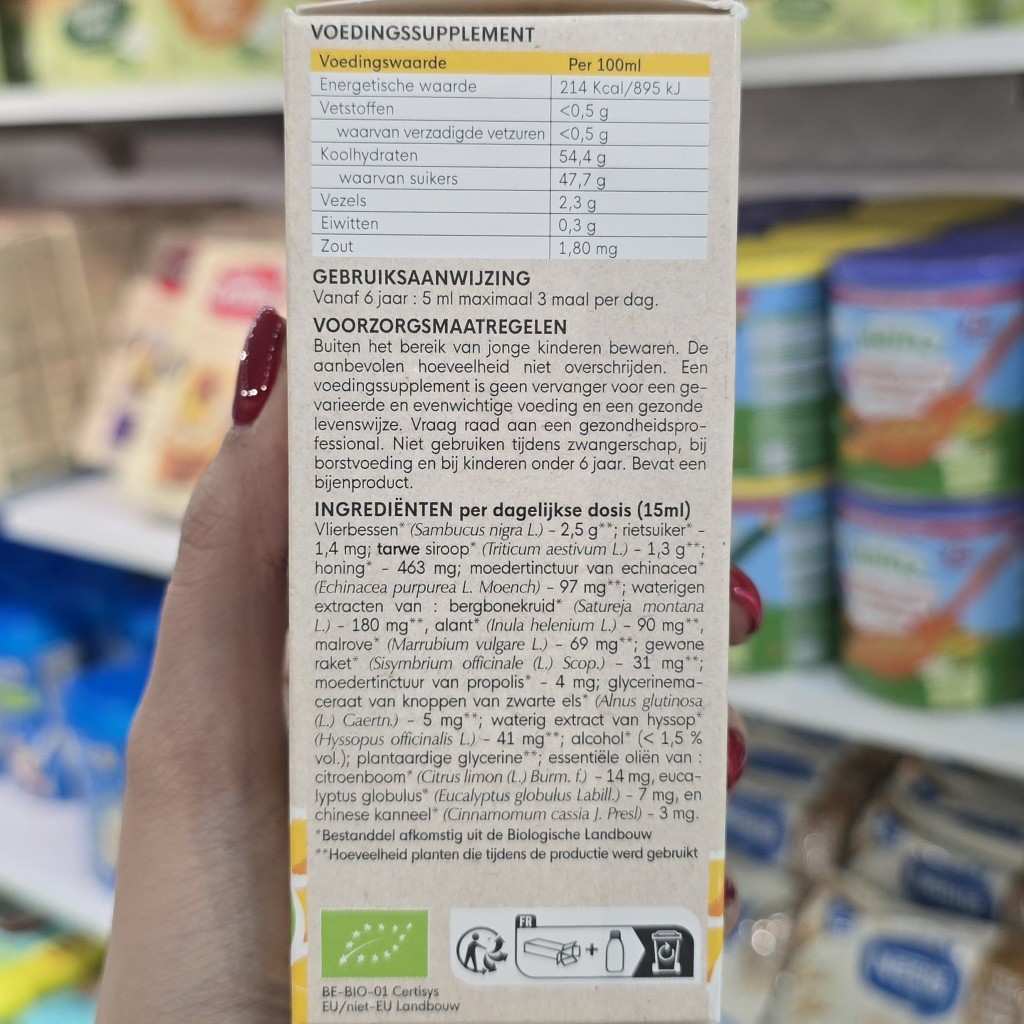 VOEDINGSSUPPLEMENT
Voedingswaarde Per 100ml
Energetische waarde 214 Kcal/895 kJ
Vetstoffen <0,5 g
waarvan verzadigde vetzuren <0,5 g
Koolhydraten 54,4 g
waarvan suikers 47,7 g
Vezels 2,3 g
Eiwitten 0,3 g
Zout 1,80 mg
GEBRUIKSAANWIJZING
Vanaf 6 jaar : 5 ml maximaal 3 maal per dag.
VOORZORGSMAATREGELEN
Buiten het bereik van jonge kinderen bewaren. De
aanbevolen hoeveelheid niet overschrijden. Een
voedingssupplement is geen vervanger voor een ge-
varieerde en evenwichtige voeding en een gezonde
levenswijze. Vraag raad aan een gezondheidspro-
fessional. Niet gebruiken tijdens zwangerschap, bij
borstvoeding en bij kinderen onder 6 jaar. Bevat een
bijenproduct.
INGREDIËNTEN per dagelijkse dosis (15ml)
Vlierbessen* (Sambucus nigra L.) - 2,5 g**; rietsuiker* -
1,4 mg; tarwe siroop* (Triticum aestivum L.) - 1,3 g**;
honing* - 463 mg; moedertinctuur van echinacea*
(Echinacea purpurea L. Moench) - 97 mg**; waterigen
extracten van : bergbonekruid* (Satureja montana
L.) - 180 mg**, alant* (Inula helenium L.) - 90 mg**,
malrove* (Marrubium vulgare L.) - 69 mg**; gewone
raket* (Sisymbrium officinale (L.) Scop.) - 31 mg**;
moedertinctuur van propolis* - 4 mg; glycerinema-
ceraat van knoppen van zwarte els* (Alnus glutinosa
(L.) Gaertn.) - 5 mg**; waterig extract van hyssop*
(Hyssopus officinalis L.) - 41 mg**; alcohol* (< 1,5 %
vol.); plantaardige glycerine**; essentiële oliën van :
citroenboom* (Citrus limon (L.) Burm. f.) - 14 mg, euca-
lyptus globulus* (Eucalyptus globulus Labill.) - 7 mg, en
chinese kanneel* (Cinnamomum cassia J. Presl) - 3 mg.
*Bestanddel afkomstig uit de Biologische Landbouw
**Hoeveelheid planten die tijdens de productie werd gebruikt
FR
BE-BIO-01 Certisys
EU/niet-EU Landbouw